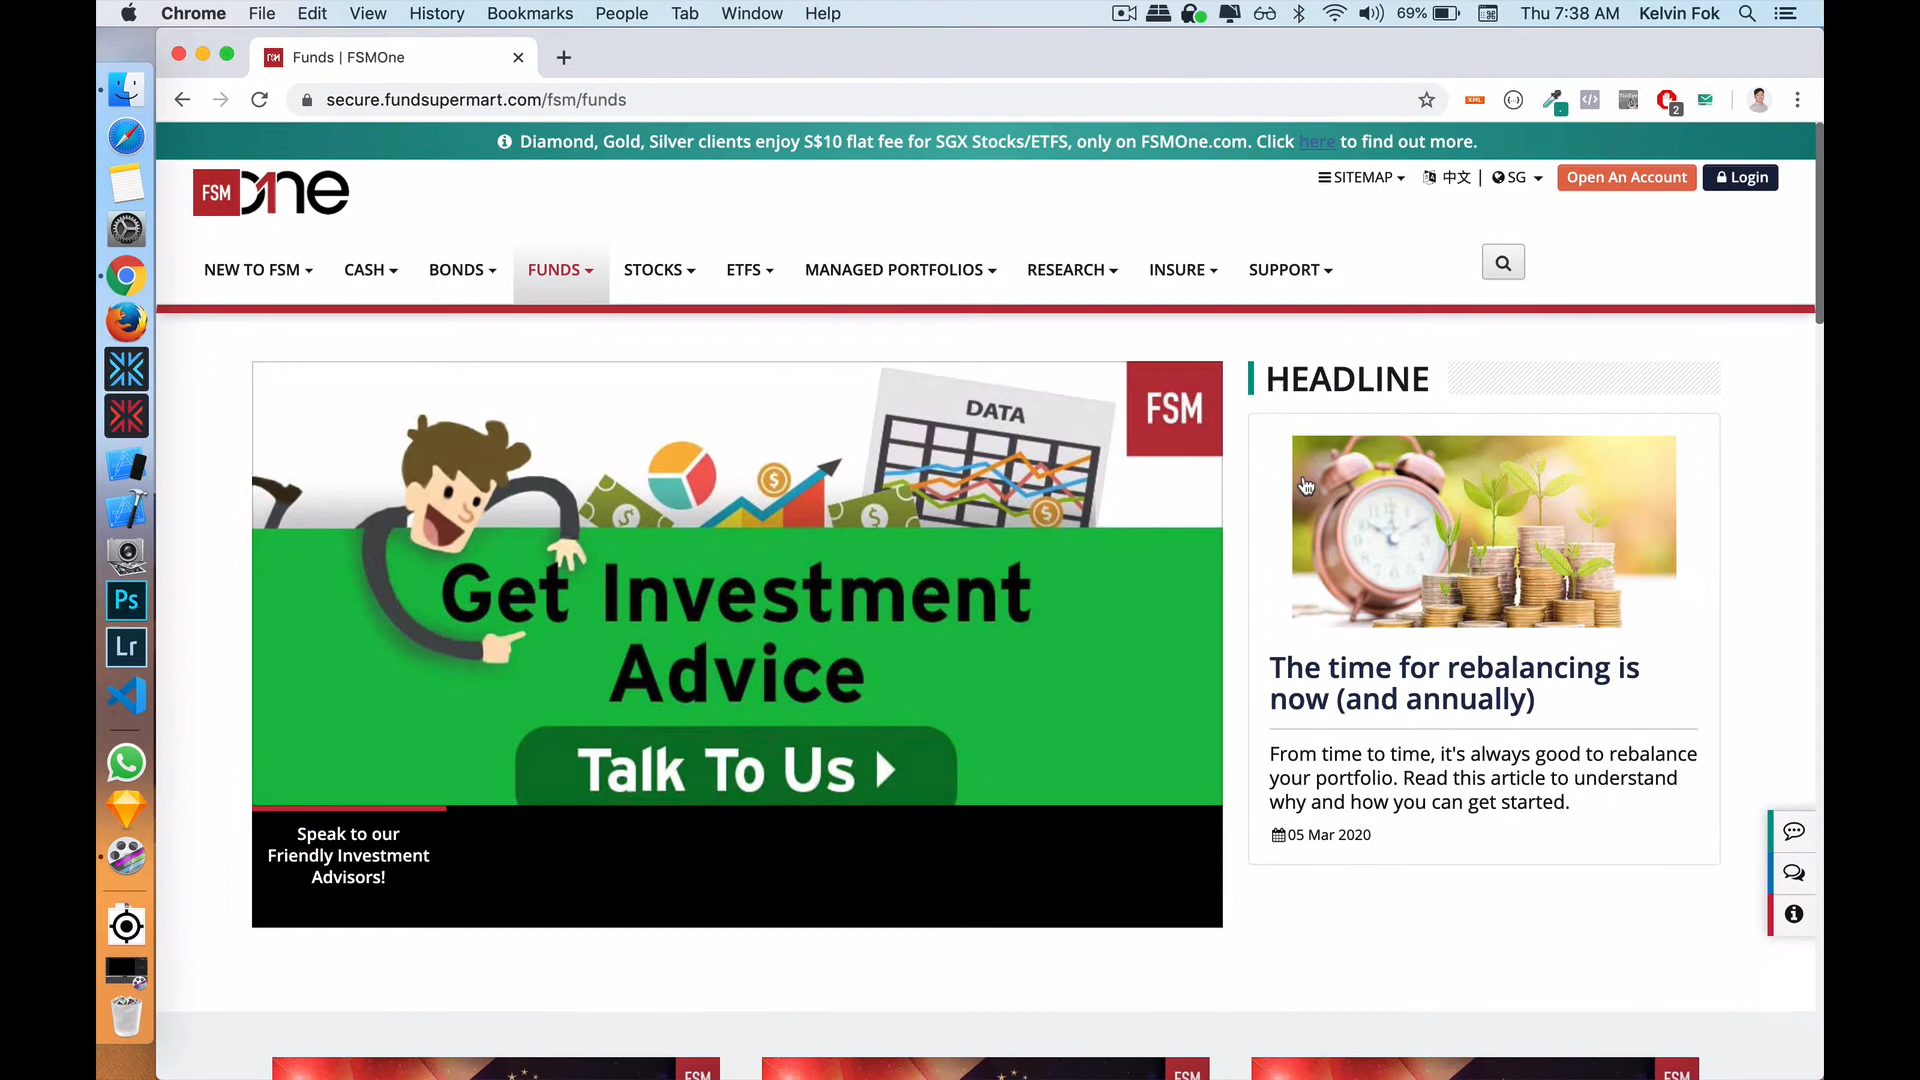 Chrome File Edit View History Bookmarks People Tab Window Help 69% Thu 7:38 AM Kelvin Fok
Funds | FSMOne
secure.fundsupermart.com/fsm/funds
XML
2
Diamond, Gold, Silver clients enjoy S$10 flat fee for SGX Stocks/ETFS, only on FSMOne.com. Click here to find out more.
FSM One
SITEMAP 中文 | SG Open An Account Login
NEW TO FSM CASH BONDS FUNDS STOCKS ETFS MANAGED PORTFOLIOS RESEARCH INSURE SUPPORT
DATA
FSM
Get Investment
Advice
Talk To Us
Speak to our
Friendly Investment
Advisors!
HEADLINE
The time for rebalancing is
now (and annually)
From time to time, it's always good to rebalance
your portfolio. Read this article to understand
why and how you can get started.
05 Mar 2020
Ps
Lr
FSM FSM FSM